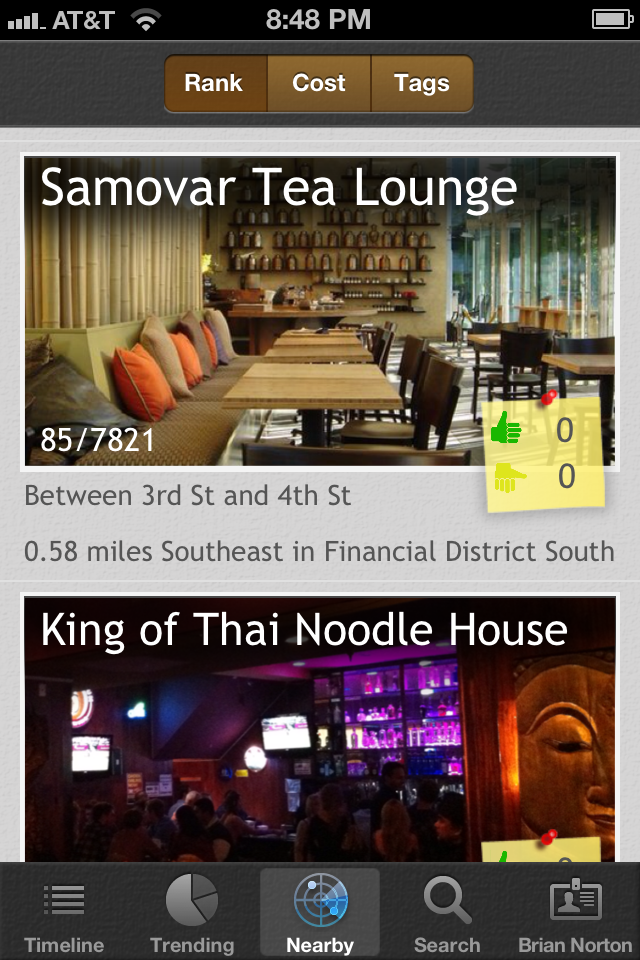 AT&T 8:48 PM
Rank Cost Tags
Samovar Tea Lounge
85/7821
0
0
Between 3rd St and 4th St
0.58 miles Southeast in Financial District South
King of Thai Noodle House
Timeline Trending Nearby Search Brian Norton